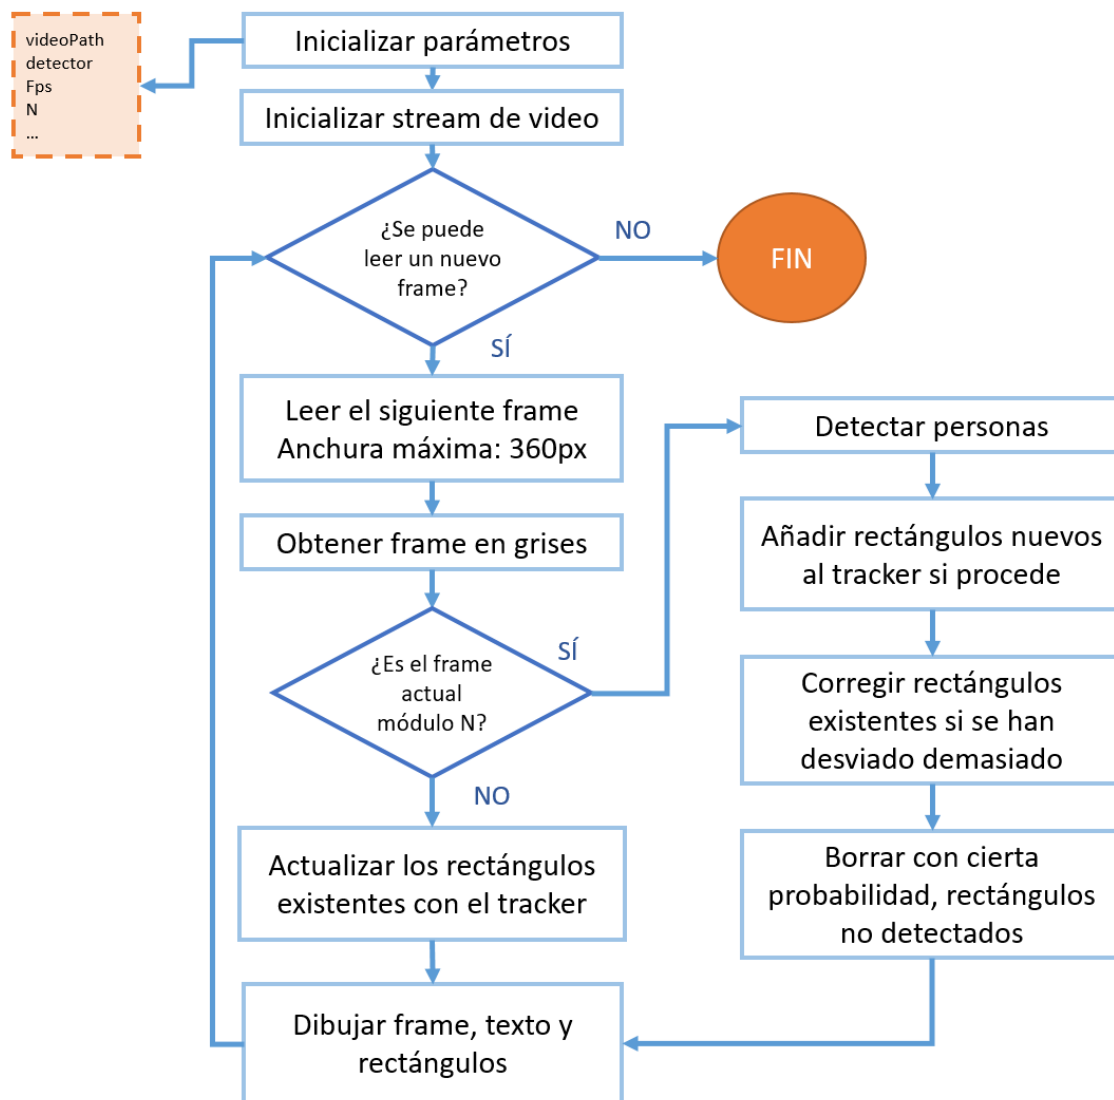 videoPath
detector
Fps
N
...
Inicializar parámetros
Inicializar stream de video
¿Se puede
leer un nuevo
frame?
NO
FIN
SÍ
Leer el siguiente frame
Anchura máxima: 360px
Obtener frame en grises
¿Es el frame
actual
módulo N?
SÍ
NO
Detectar personas
Añadir rectángulos nuevos
al tracker si procede
Corregir rectángulos
existentes si se han
desviado demasiado
Borrar con cierta
probabilidad, rectángulos
no detectados
Actualizar los rectángulos
existentes con el tracker
Dibujar frame, texto y
rectángulos